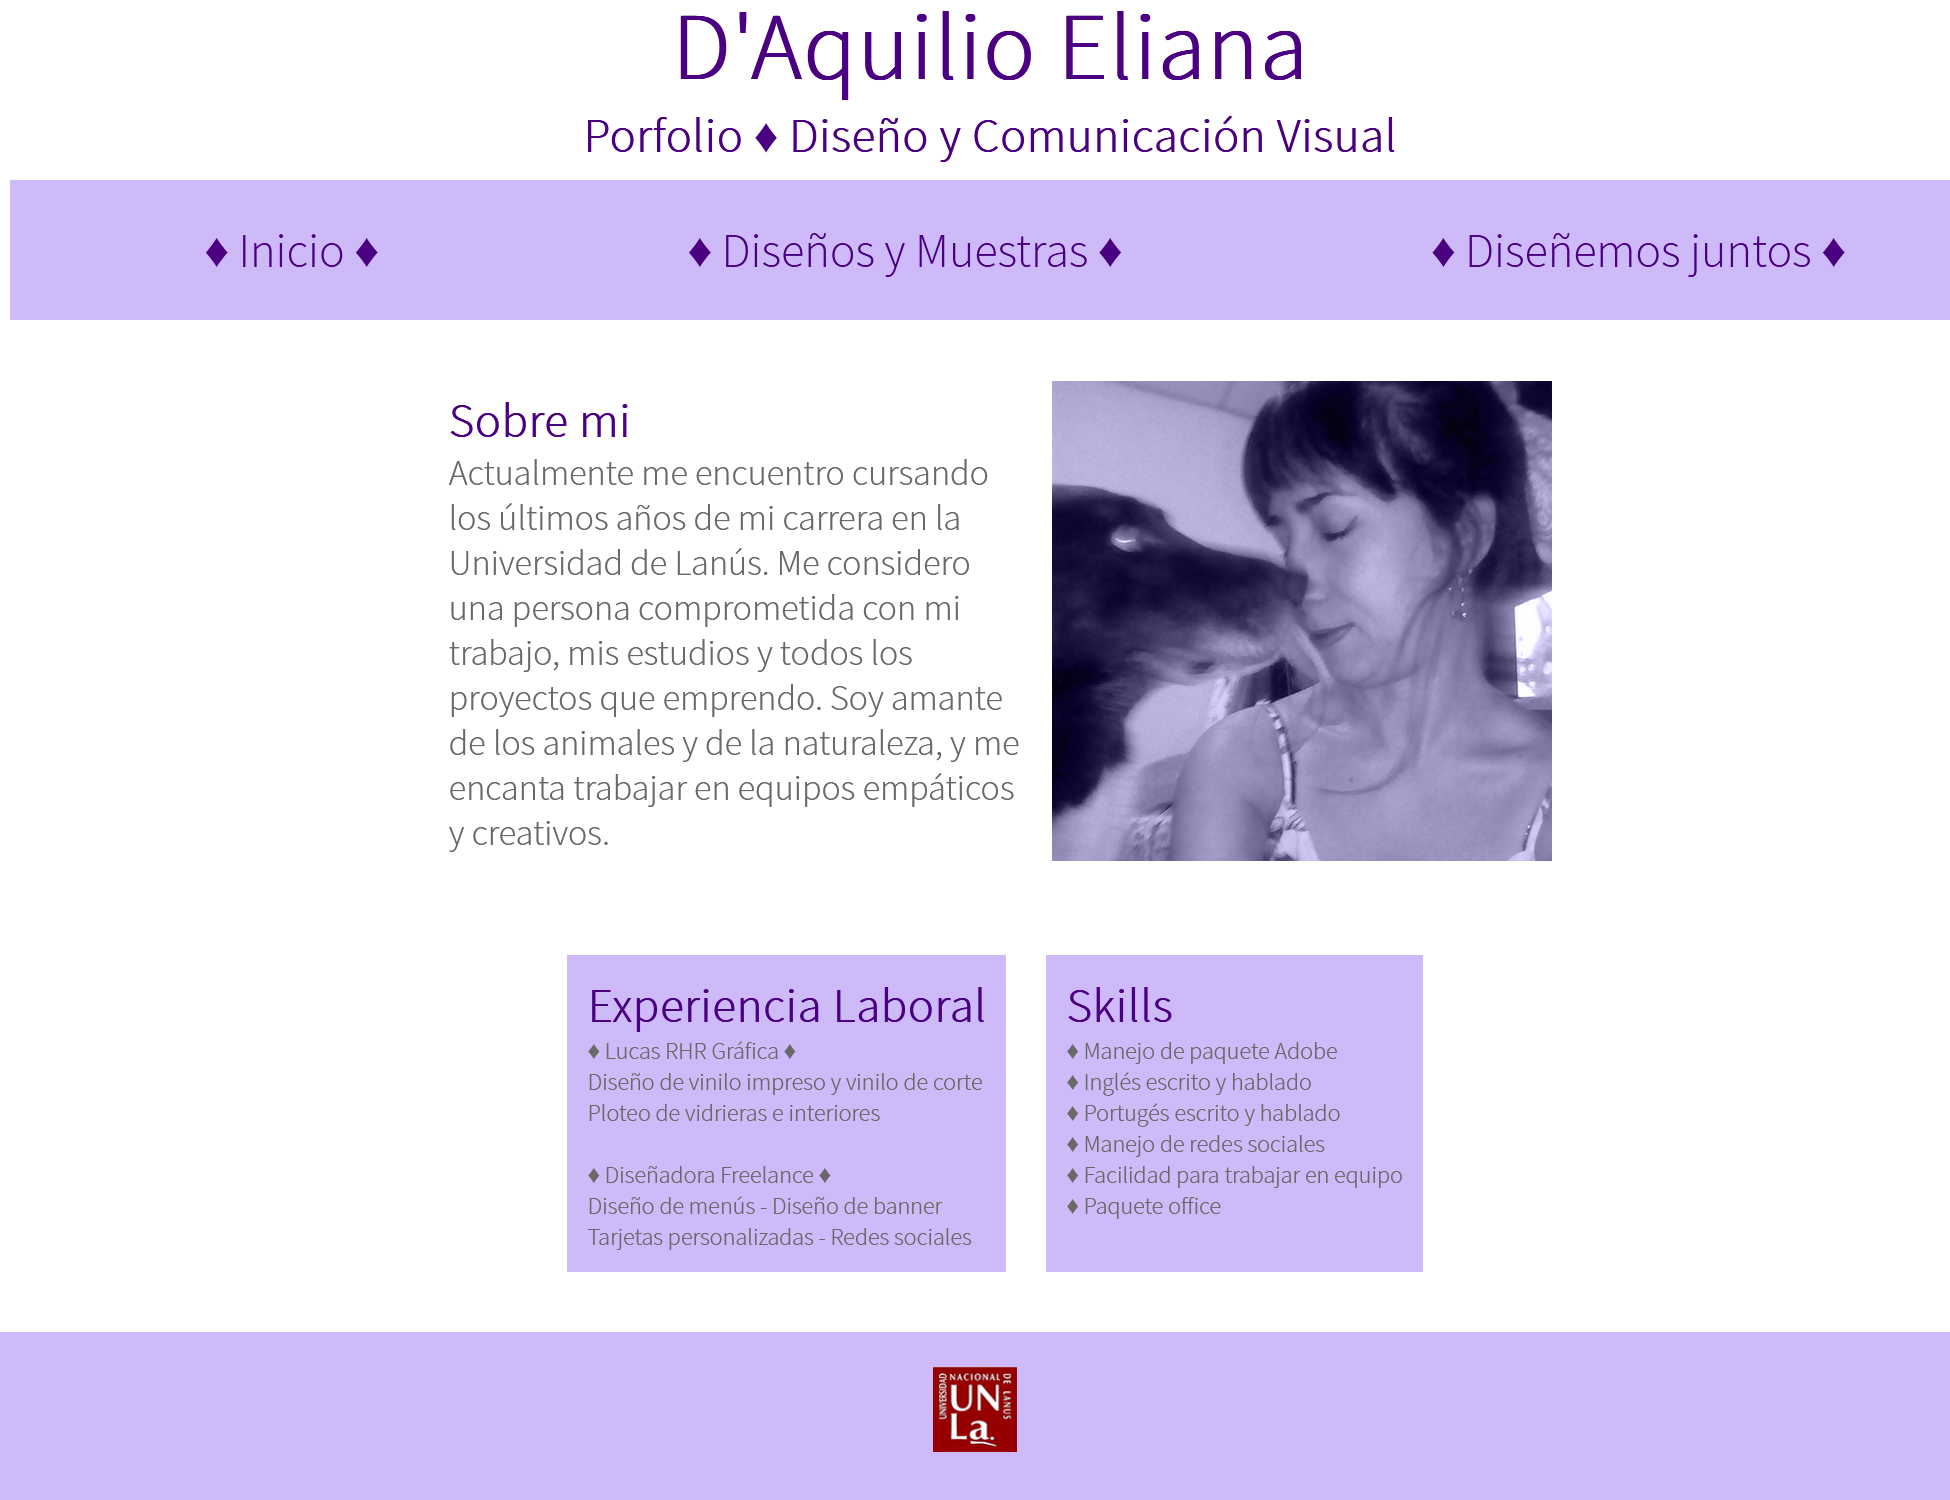 D'Aquilio Eliana
Porfolio ♦ Diseño y Comunicación Visual
♦ Inicio ♦
♦ Diseños y Muestras ♦
♦ Diseñemos juntos ♦
Sobre mi
Actualmente me encuentro cursando
los últimos años de mi carrera en la
Universidad de Lanús. Me considero
una persona comprometida con mi
trabajo, mis estudios y todos los
proyectos que emprendo. Soy amante
de los animales y de la naturaleza, y me
encanta trabajar en equipos empáticos
y creativos.
Experiencia Laboral
♦ Lucas RHR Gráfica ♦
Diseño de vinilo impreso y vinilo de corte
Ploteo de vidrieras e interiores
♦ Diseñadora Freelance ♦
Diseño de menús - Diseño de banner
Tarjetas personalizadas - Redes sociales
Skills
♦ Manejo de paquete Adobe
♦ Inglés escrito y hablado
♦ Portugés escrito y hablado
♦ Manejo de redes sociales
♦ Facilidad para trabajar en equipo
♦ Paquete office
UNIVERSIDAD
NACIONAL
DE LANUS
UN
La.